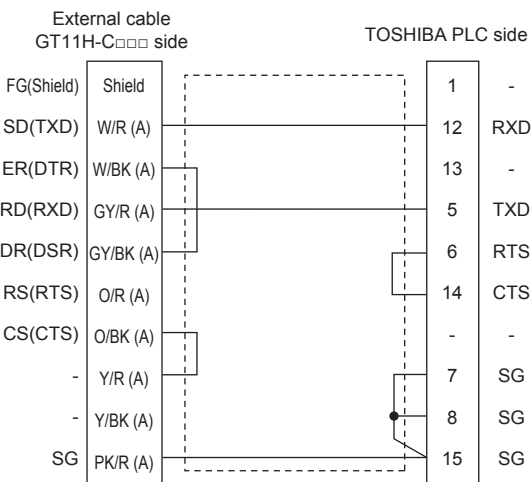 External cable
GT11H-C□□□ side
TOSHIBA PLC side
FG(Shield) Shield 1 -
SD(TXD) W/R (A) 12 RXD
ER(DTR) W/BK (A) 13 -
RD(RXD) GY/R (A) 5 TXD
DR(DSR) GY/BK (A) 6 RTS
RS(RTS) O/R (A) 14 CTS
CS(CTS) O/BK (A) - -
- Y/R (A) 7 SG
- Y/BK (A) 8 SG
SG PK/R (A) 15 SG